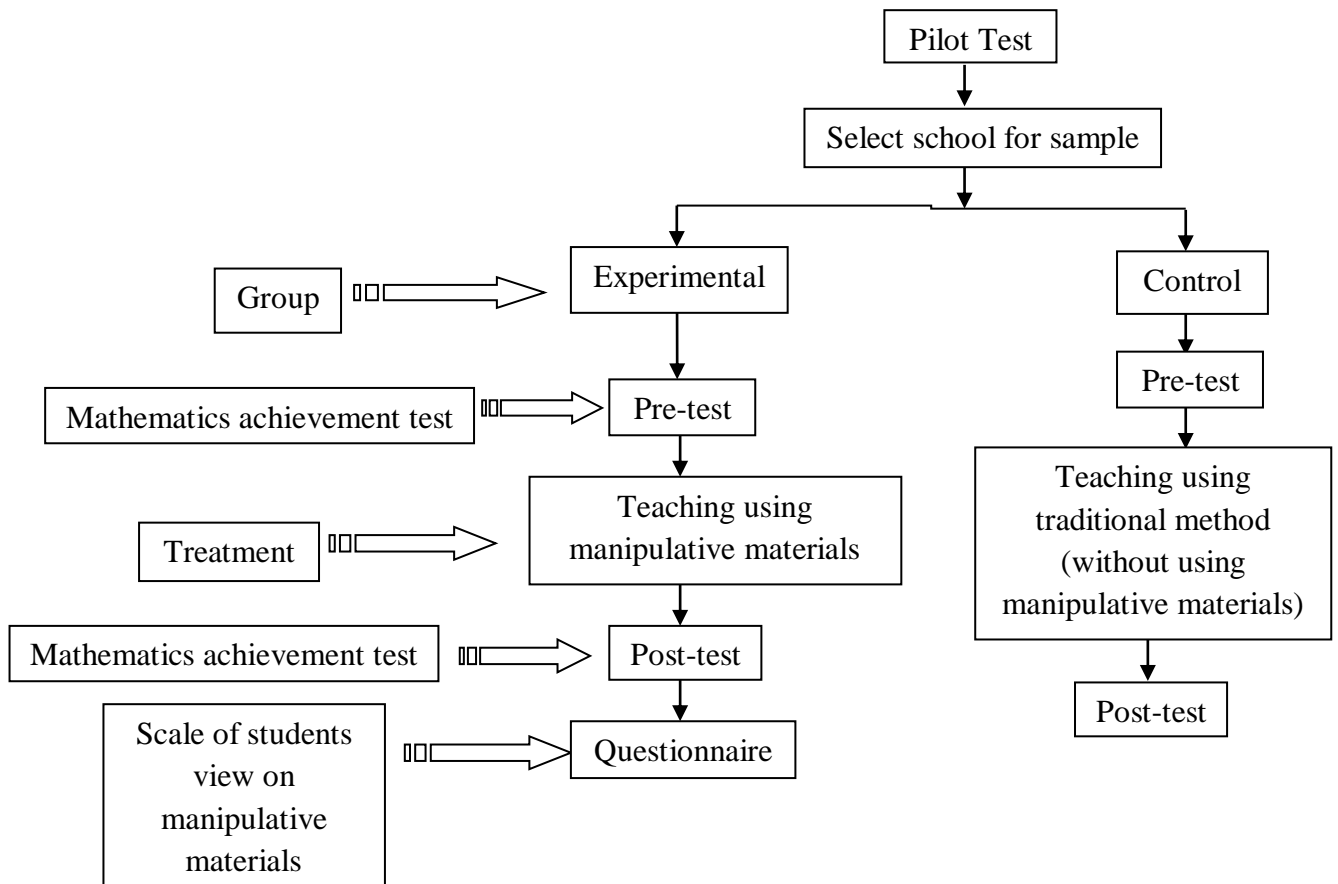 Pilot Test
Select school for sample
Group
Experimental
Control
Mathematics achievement test
Pre-test
Pre-test
Treatment
Teaching using
manipulative materials
Teaching using
traditional method
(without using
manipulative materials)
Mathematics achievement test
Post-test
Post-test
Scale of students
view on
manipulative
materials
Questionnaire